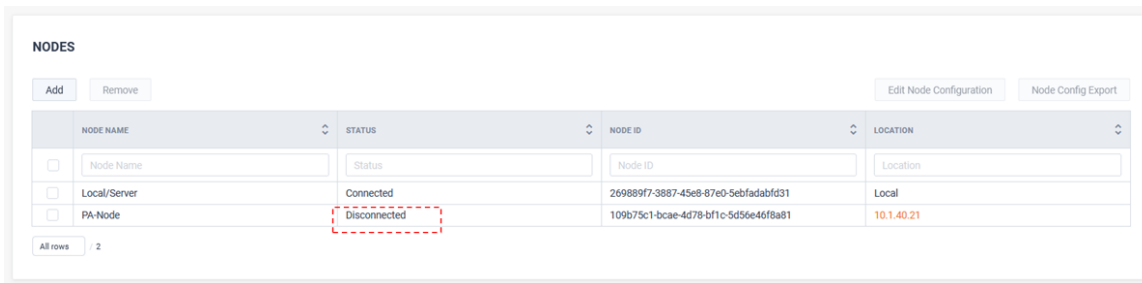 NODES
Add Remove Edit Node Configuration Node Config Export
NODE NAME STATUS NODE ID LOCATION
Node Name Status Node ID Location
Local/Server Connected 269889f7-3887-45e8-87e0-5ebfadabfd31 Local
PA-Node Disconnected 109b75c1-bcae-4d78-bf1c-5d56e46f8a81 10.1.40.21
All rows / 2